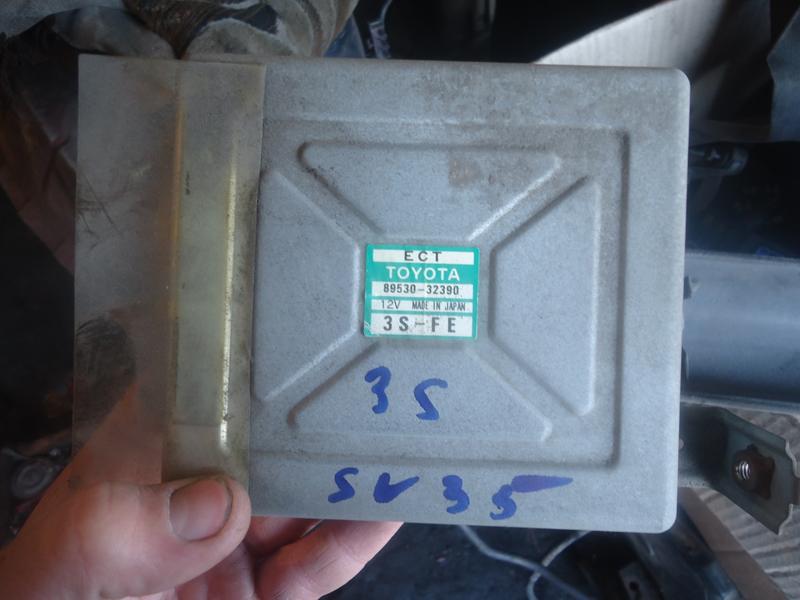 ECT
TOYOTA
89530-32390
12V MADE IN JAPAN
3S-FE
3S
SV35